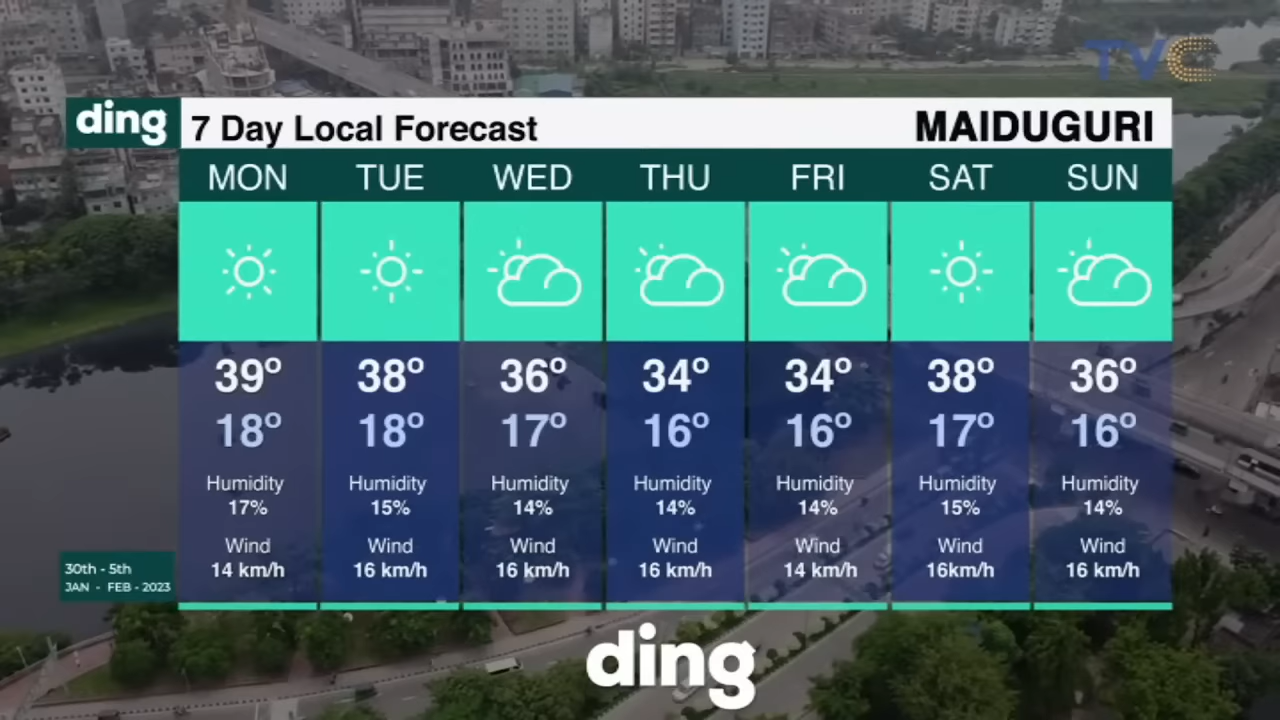 TVC
ding
7 Day Local Forecast
MAIDUGURI
MON TUE WED THU FRI SAT SUN
39º 38º 36º 34º 34º 38º 36º
18º 18º 17º 16º 16º 17º 16º
Humidity Humidity Humidity Humidity Humidity Humidity Humidity
17% 15% 14% 14% 14% 15% 14%
Wind Wind Wind Wind Wind Wind Wind
14 km/h 16 km/h 16 km/h 16 km/h 14 km/h 16km/h 16 km/h
30th - 5th
JAN - FEB - 2023
ding